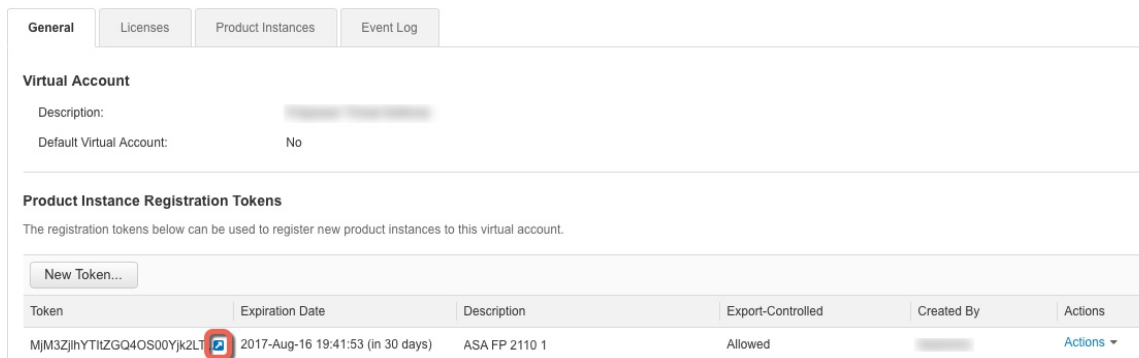 General Licenses Product Instances Event Log
Virtual Account
Description:
Default Virtual Account: No
Product Instance Registration Tokens
The registration tokens below can be used to register new product instances to this virtual account.
New Token...
Token Expiration Date Description Export-Controlled Created By Actions
2017-Aug-16 19:41:53 (in 30 days) ASA FP 2110 1 Allowed Actions